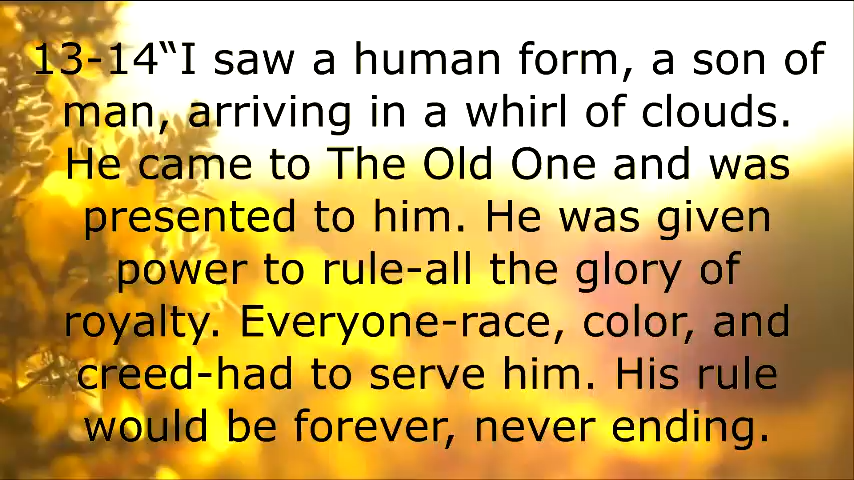 13-14“I saw a human form, a son of
man, arriving in a whirl of clouds.
He came to The Old One and was
presented to him. He was given
power to rule-all the glory of
royalty. Everyone-race, color, and
creed-had to serve him. His rule
would be forever, never ending.